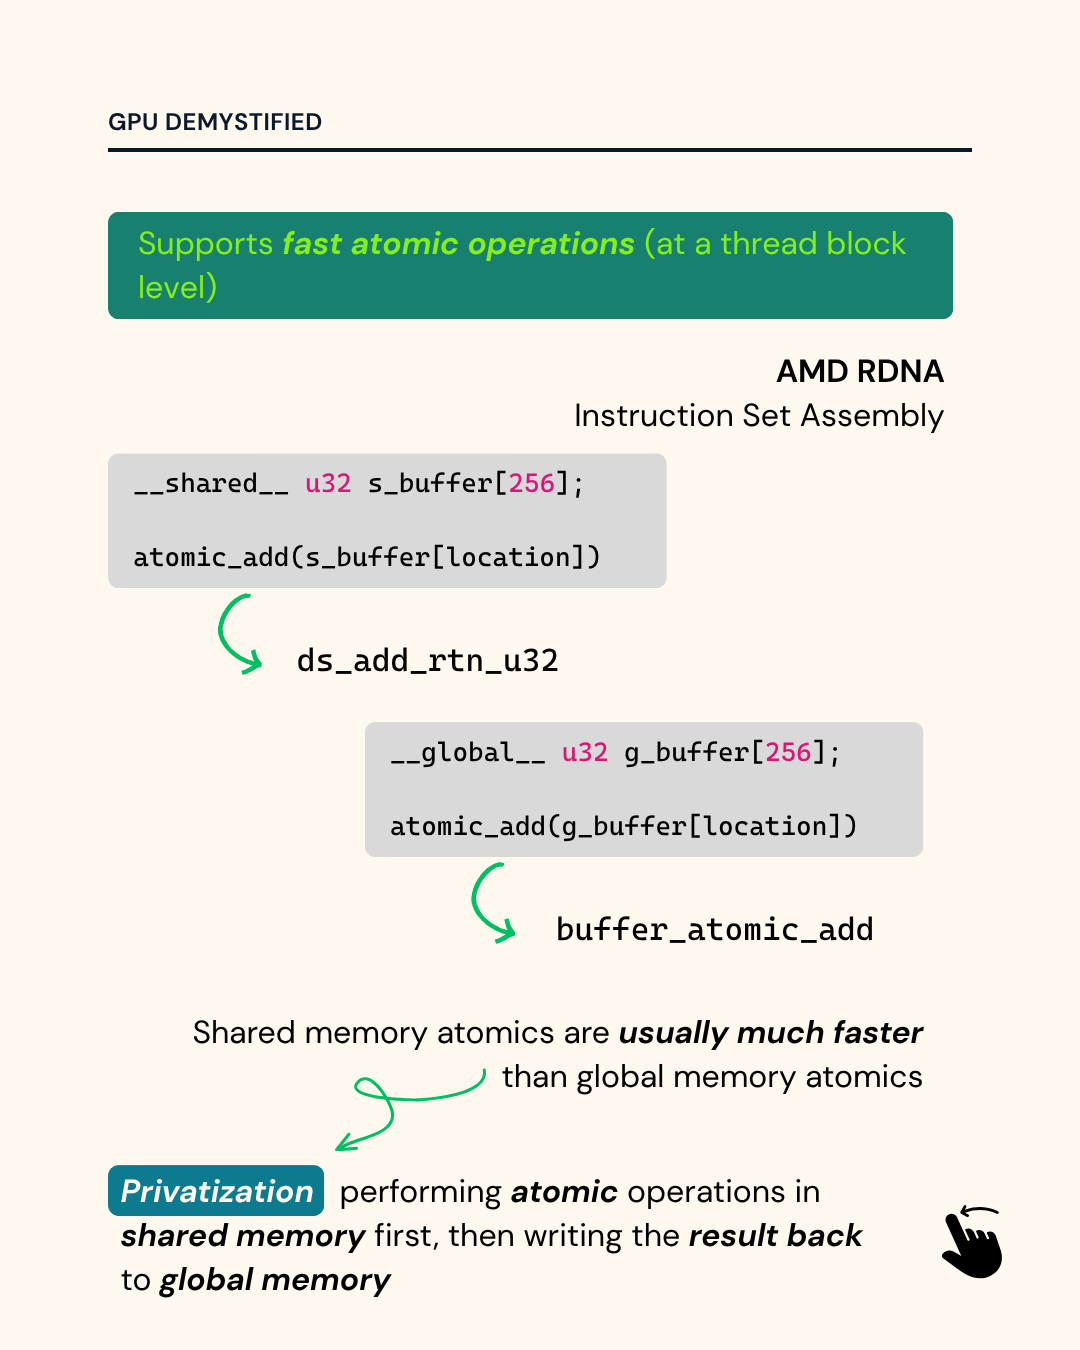 GPU DEMYSTIFIED
Supports fast atomic operations (at a thread block
level)
AMD RDNA
Instruction Set Assembly
__shared__ u32 s_buffer[256];
atomic_add(s_buffer[location])
ds_add_rtn_u32
__global__ u32 g_buffer[256];
atomic_add(g_buffer[location])
buffer_atomic_add
Shared memory atomics are usually much faster
than global memory atomics
Privatization performing atomic operations in
shared memory first, then writing the result back
to global memory